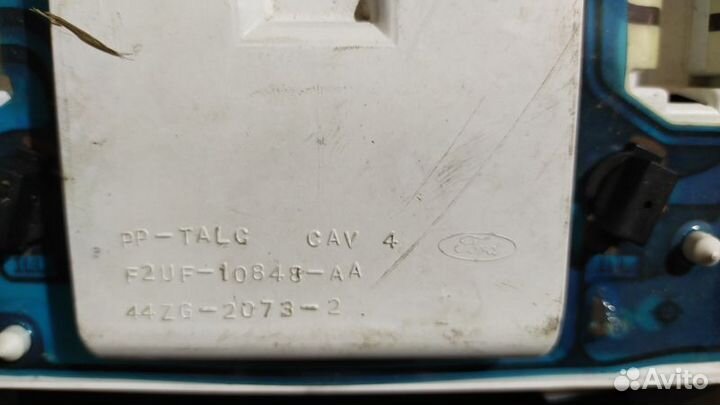 PP-TALC CAV 4
Ford
F2UF-10848-AA
44ZG-2073-2
Avito